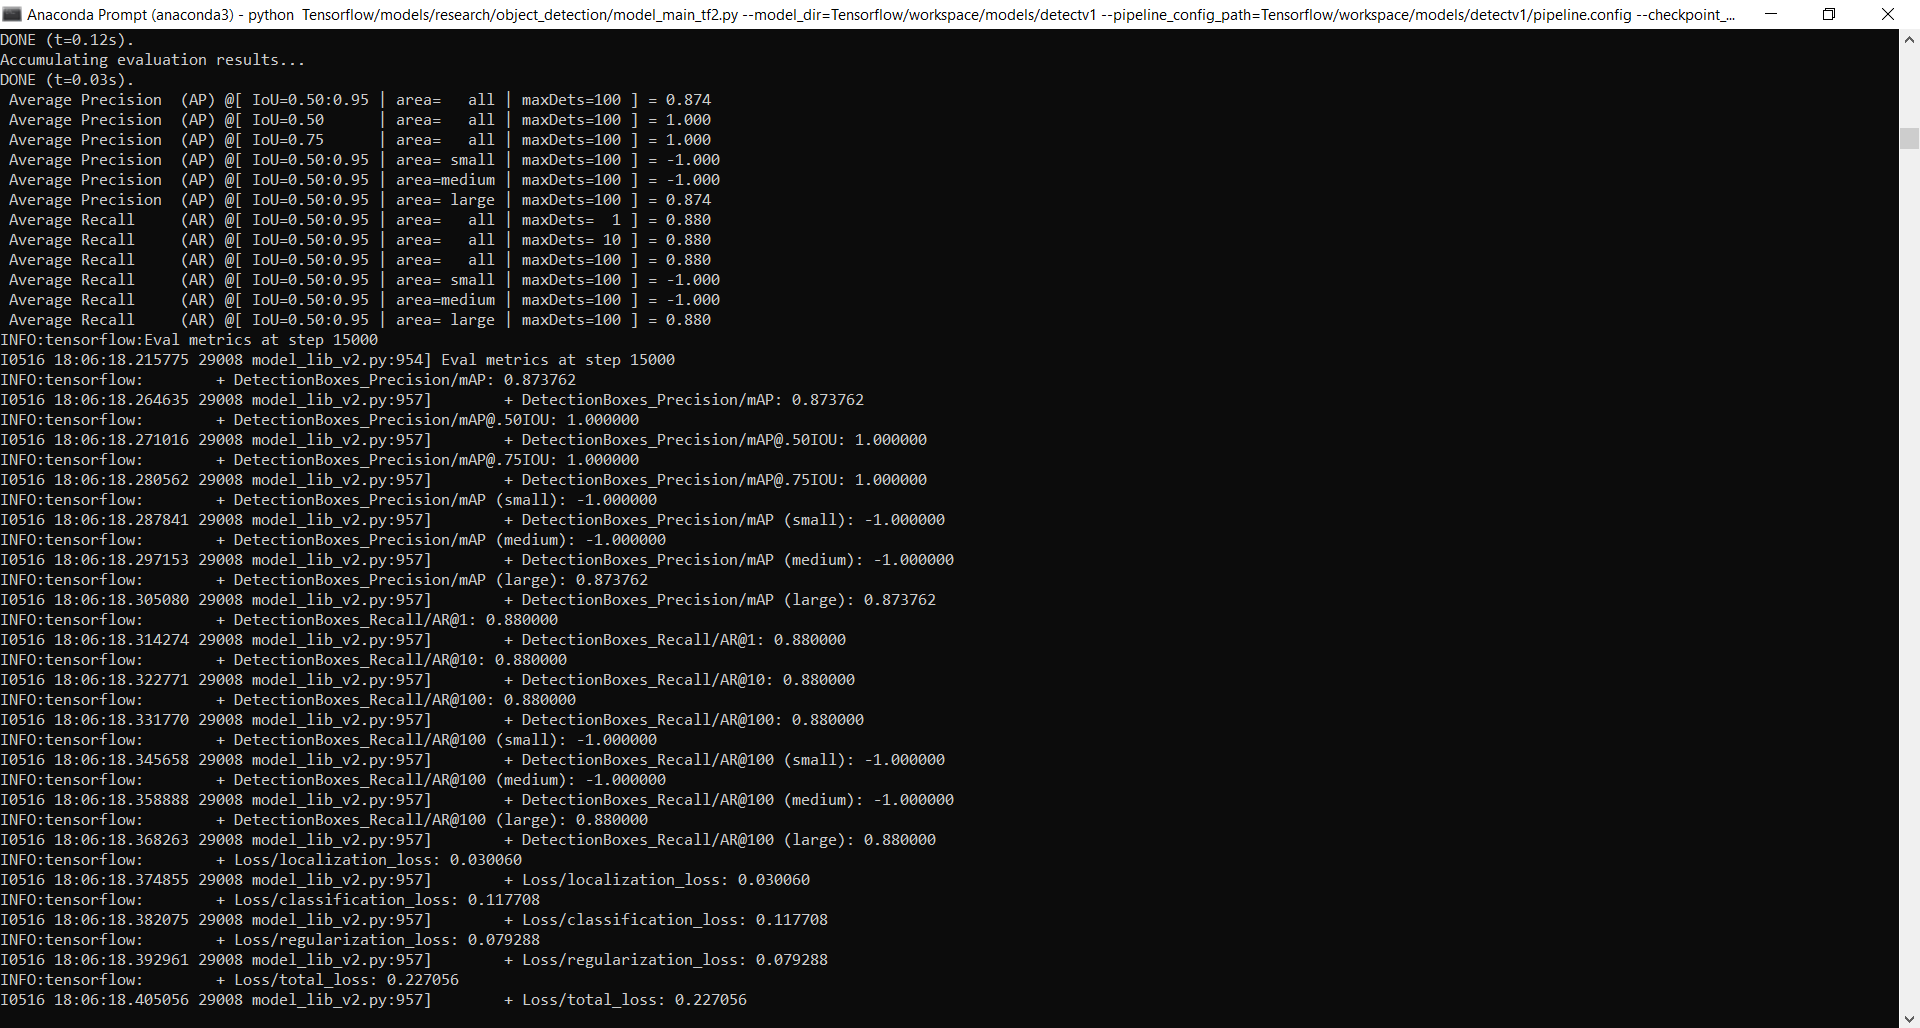 Anaconda Prompt (anaconda3) - python  Tensorflow/models/research/object_detection/model_main_tf2.py --model_dir=Tensorflow/workspace/models/detectv1 --pipeline_config_path=Tensorflow/workspace/models/detectv1/pipeline.config --checkpoint_...
DONE (t=0.12s).
Accumulating evaluation results...
DONE (t=0.03s).
 Average Precision  (AP) @[ IoU=0.50:0.95 | area=   all | maxDets=100 ] = 0.874
 Average Precision  (AP) @[ IoU=0.50      | area=   all | maxDets=100 ] = 1.000
 Average Precision  (AP) @[ IoU=0.75      | area=   all | maxDets=100 ] = 1.000
 Average Precision  (AP) @[ IoU=0.50:0.95 | area= small | maxDets=100 ] = -1.000
 Average Precision  (AP) @[ IoU=0.50:0.95 | area=medium | maxDets=100 ] = -1.000
 Average Precision  (AP) @[ IoU=0.50:0.95 | area= large | maxDets=100 ] = 0.874
 Average Recall     (AR) @[ IoU=0.50:0.95 | area=   all | maxDets=  1 ] = 0.880
 Average Recall     (AR) @[ IoU=0.50:0.95 | area=   all | maxDets= 10 ] = 0.880
 Average Recall     (AR) @[ IoU=0.50:0.95 | area=   all | maxDets=100 ] = 0.880
 Average Recall     (AR) @[ IoU=0.50:0.95 | area= small | maxDets=100 ] = -1.000
 Average Recall     (AR) @[ IoU=0.50:0.95 | area=medium | maxDets=100 ] = -1.000
 Average Recall     (AR) @[ IoU=0.50:0.95 | area= large | maxDets=100 ] = 0.880
INFO:tensorflow:Eval metrics at step 15000
I0516 18:06:18.215775 29008 model_lib_v2.py:954] Eval metrics at step 15000
INFO:tensorflow:        + DetectionBoxes_Precision/mAP: 0.873762
I0516 18:06:18.264635 29008 model_lib_v2.py:957]        + DetectionBoxes_Precision/mAP: 0.873762
INFO:tensorflow:        + DetectionBoxes_Precision/mAP@.50IOU: 1.000000
I0516 18:06:18.271016 29008 model_lib_v2.py:957]        + DetectionBoxes_Precision/mAP@.50IOU: 1.000000
INFO:tensorflow:        + DetectionBoxes_Precision/mAP@.75IOU: 1.000000
I0516 18:06:18.280562 29008 model_lib_v2.py:957]        + DetectionBoxes_Precision/mAP@.75IOU: 1.000000
INFO:tensorflow:        + DetectionBoxes_Precision/mAP (small): -1.000000
I0516 18:06:18.287841 29008 model_lib_v2.py:957]        + DetectionBoxes_Precision/mAP (small): -1.000000
INFO:tensorflow:        + DetectionBoxes_Precision/mAP (medium): -1.000000
I0516 18:06:18.297153 29008 model_lib_v2.py:957]        + DetectionBoxes_Precision/mAP (medium): -1.000000
INFO:tensorflow:        + DetectionBoxes_Precision/mAP (large): 0.873762
I0516 18:06:18.305080 29008 model_lib_v2.py:957]        + DetectionBoxes_Precision/mAP (large): 0.873762
INFO:tensorflow:        + DetectionBoxes_Recall/AR@1: 0.880000
I0516 18:06:18.314274 29008 model_lib_v2.py:957]        + DetectionBoxes_Recall/AR@1: 0.880000
INFO:tensorflow:        + DetectionBoxes_Recall/AR@10: 0.880000
I0516 18:06:18.322771 29008 model_lib_v2.py:957]        + DetectionBoxes_Recall/AR@10: 0.880000
INFO:tensorflow:        + DetectionBoxes_Recall/AR@100: 0.880000
I0516 18:06:18.331770 29008 model_lib_v2.py:957]        + DetectionBoxes_Recall/AR@100: 0.880000
INFO:tensorflow:        + DetectionBoxes_Recall/AR@100 (small): -1.000000
I0516 18:06:18.345658 29008 model_lib_v2.py:957]        + DetectionBoxes_Recall/AR@100 (small): -1.000000
INFO:tensorflow:        + DetectionBoxes_Recall/AR@100 (medium): -1.000000
I0516 18:06:18.358888 29008 model_lib_v2.py:957]        + DetectionBoxes_Recall/AR@100 (medium): -1.000000
INFO:tensorflow:        + DetectionBoxes_Recall/AR@100 (large): 0.880000
I0516 18:06:18.368263 29008 model_lib_v2.py:957]        + DetectionBoxes_Recall/AR@100 (large): 0.880000
INFO:tensorflow:        + Loss/localization_loss: 0.030060
I0516 18:06:18.374855 29008 model_lib_v2.py:957]        + Loss/localization_loss: 0.030060
INFO:tensorflow:        + Loss/classification_loss: 0.117708
I0516 18:06:18.382075 29008 model_lib_v2.py:957]        + Loss/classification_loss: 0.117708
INFO:tensorflow:        + Loss/regularization_loss: 0.079288
I0516 18:06:18.392961 29008 model_lib_v2.py:957]        + Loss/regularization_loss: 0.079288
INFO:tensorflow:        + Loss/total_loss: 0.227056
I0516 18:06:18.405056 29008 model_lib_v2.py:957]        + Loss/total_loss: 0.227056